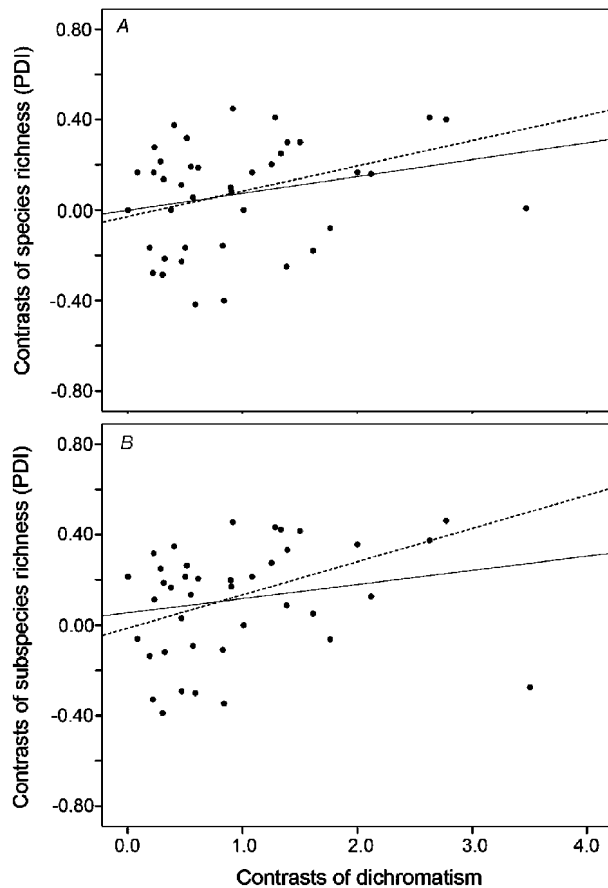 A
Contrasts of species richness (PDI)
0.80
0.40
0.00
-0.40
-0.80
B
Contrasts of subspecies richness (PDI)
0.80
0.40
0.00
-0.40
-0.80
0.0 1.0 2.0 3.0 4.0
Contrasts of dichromatism